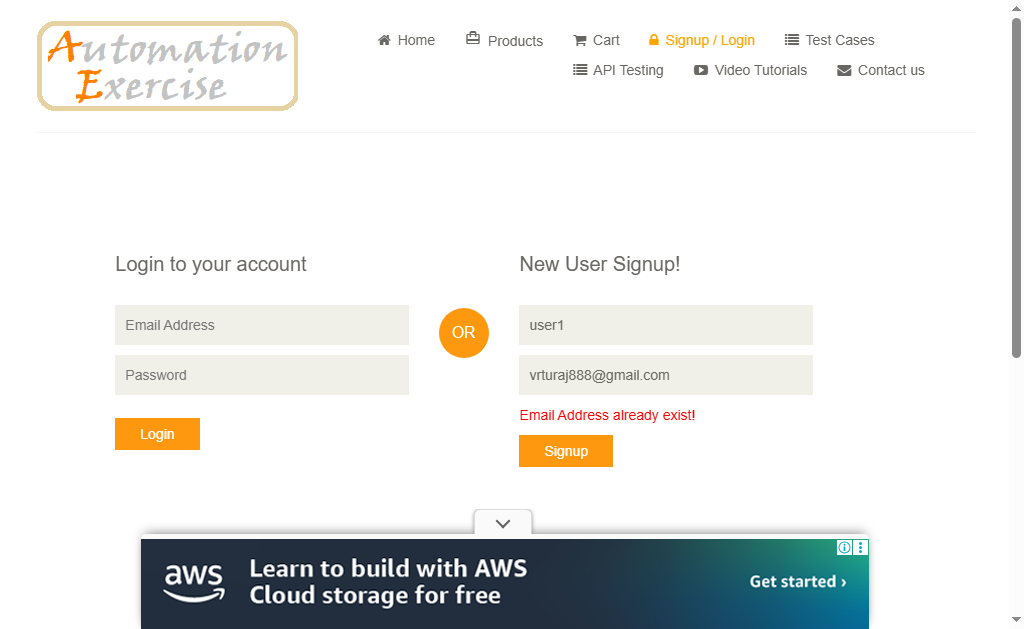 Automation
Exercise
Home
Products
Cart
Signup / Login
Test Cases
API Testing
Video Tutorials
Contact us
Login to your account
Email Address
Password
Login
OR
New User Signup!
user1
vrturaj888@gmail.com
Email Address already exist!
Signup
aws
Learn to build with AWS
Cloud storage for free
Get started ›